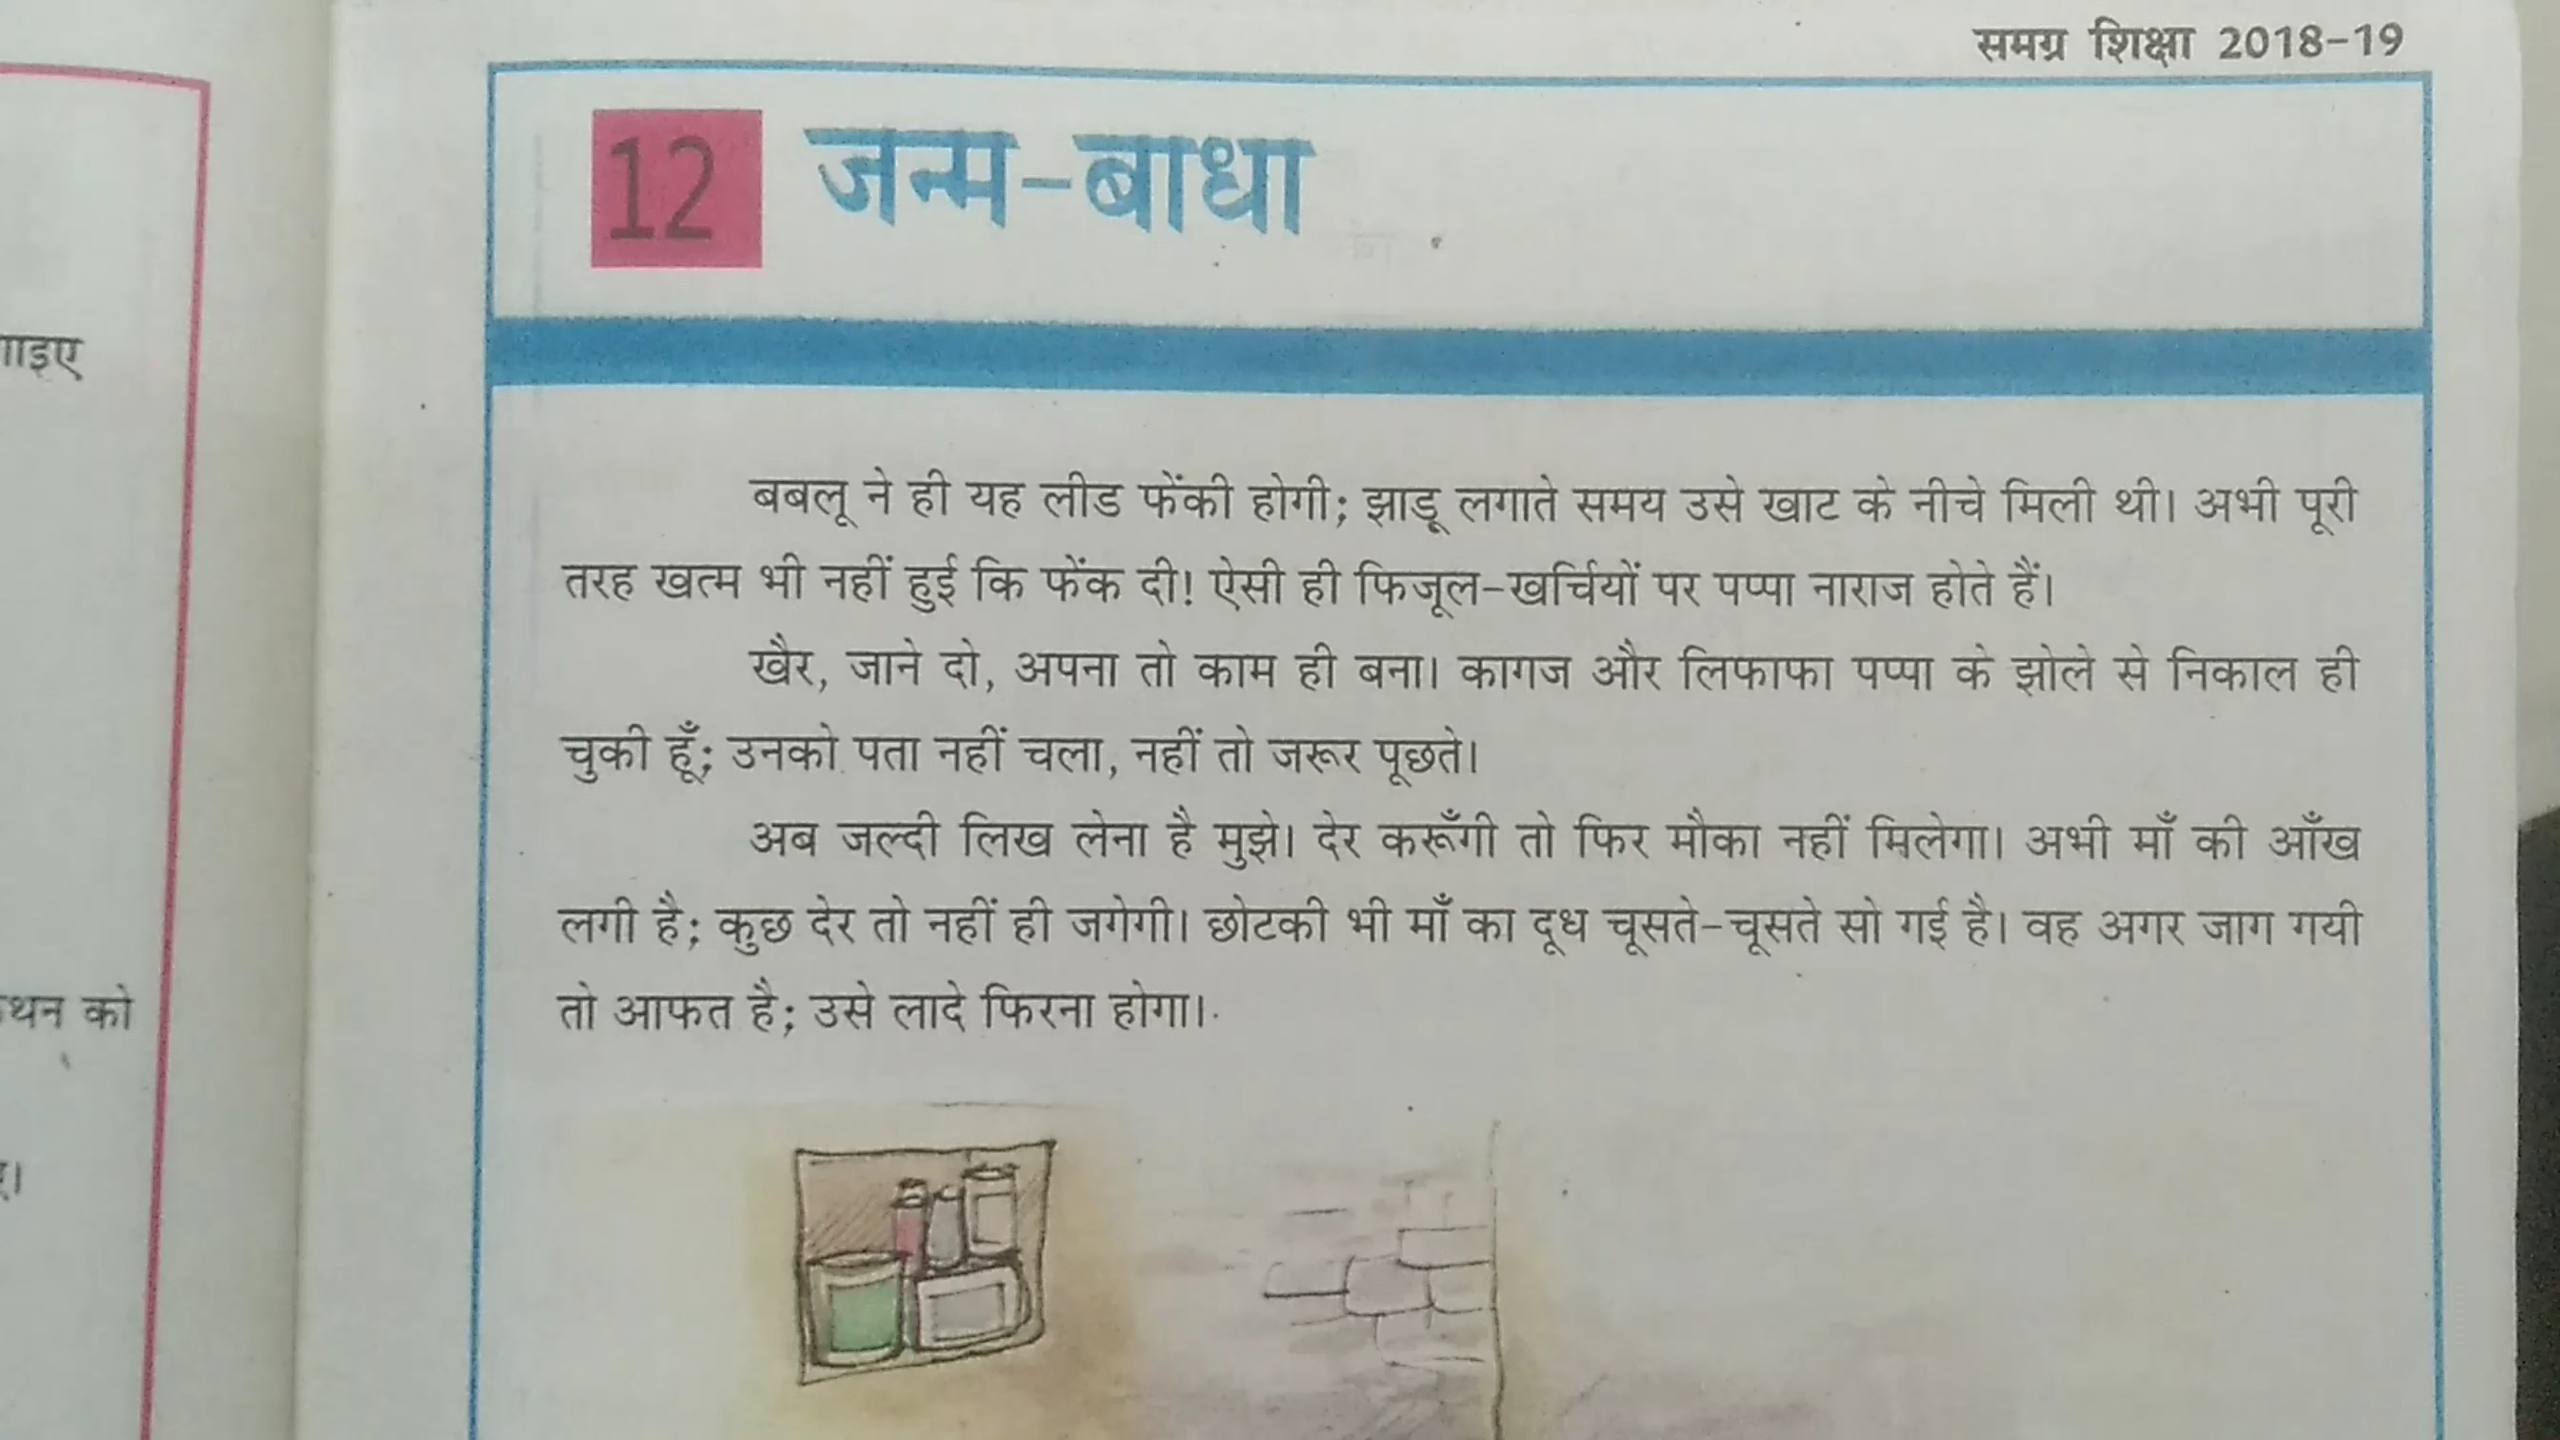 समग्र शिक्षा 2018-19
12 जन्म-बाधा
बबलू ने ही यह लीड फेंकी होगी; झाडू लगाते समय उसे खाट के नीचे मिली थी। अभी पूरी
तरह खत्म भी नहीं हुई कि फेंक दी! ऐसी ही फिजूल-खर्चियों पर पप्पा नाराज होते हैं।
खैर, जाने दो, अपना तो काम ही बना। कागज और लिफाफा पप्पा के झोले से निकाल ही
चुकी हूँ; उनको पता नहीं चला, नहीं तो जरूर पूछते।
अब जल्दी लिख लेना है मुझे। देर करूँगी तो फिर मौका नहीं मिलेगा। अभी माँ की आँख
लगी है; कुछ देर तो नहीं ही जगेगी। छोटकी भी माँ का दूध चूसते-चूसते सो गई है। वह अगर जाग गयी
तो आफत है; उसे लादे फिरना होगा।